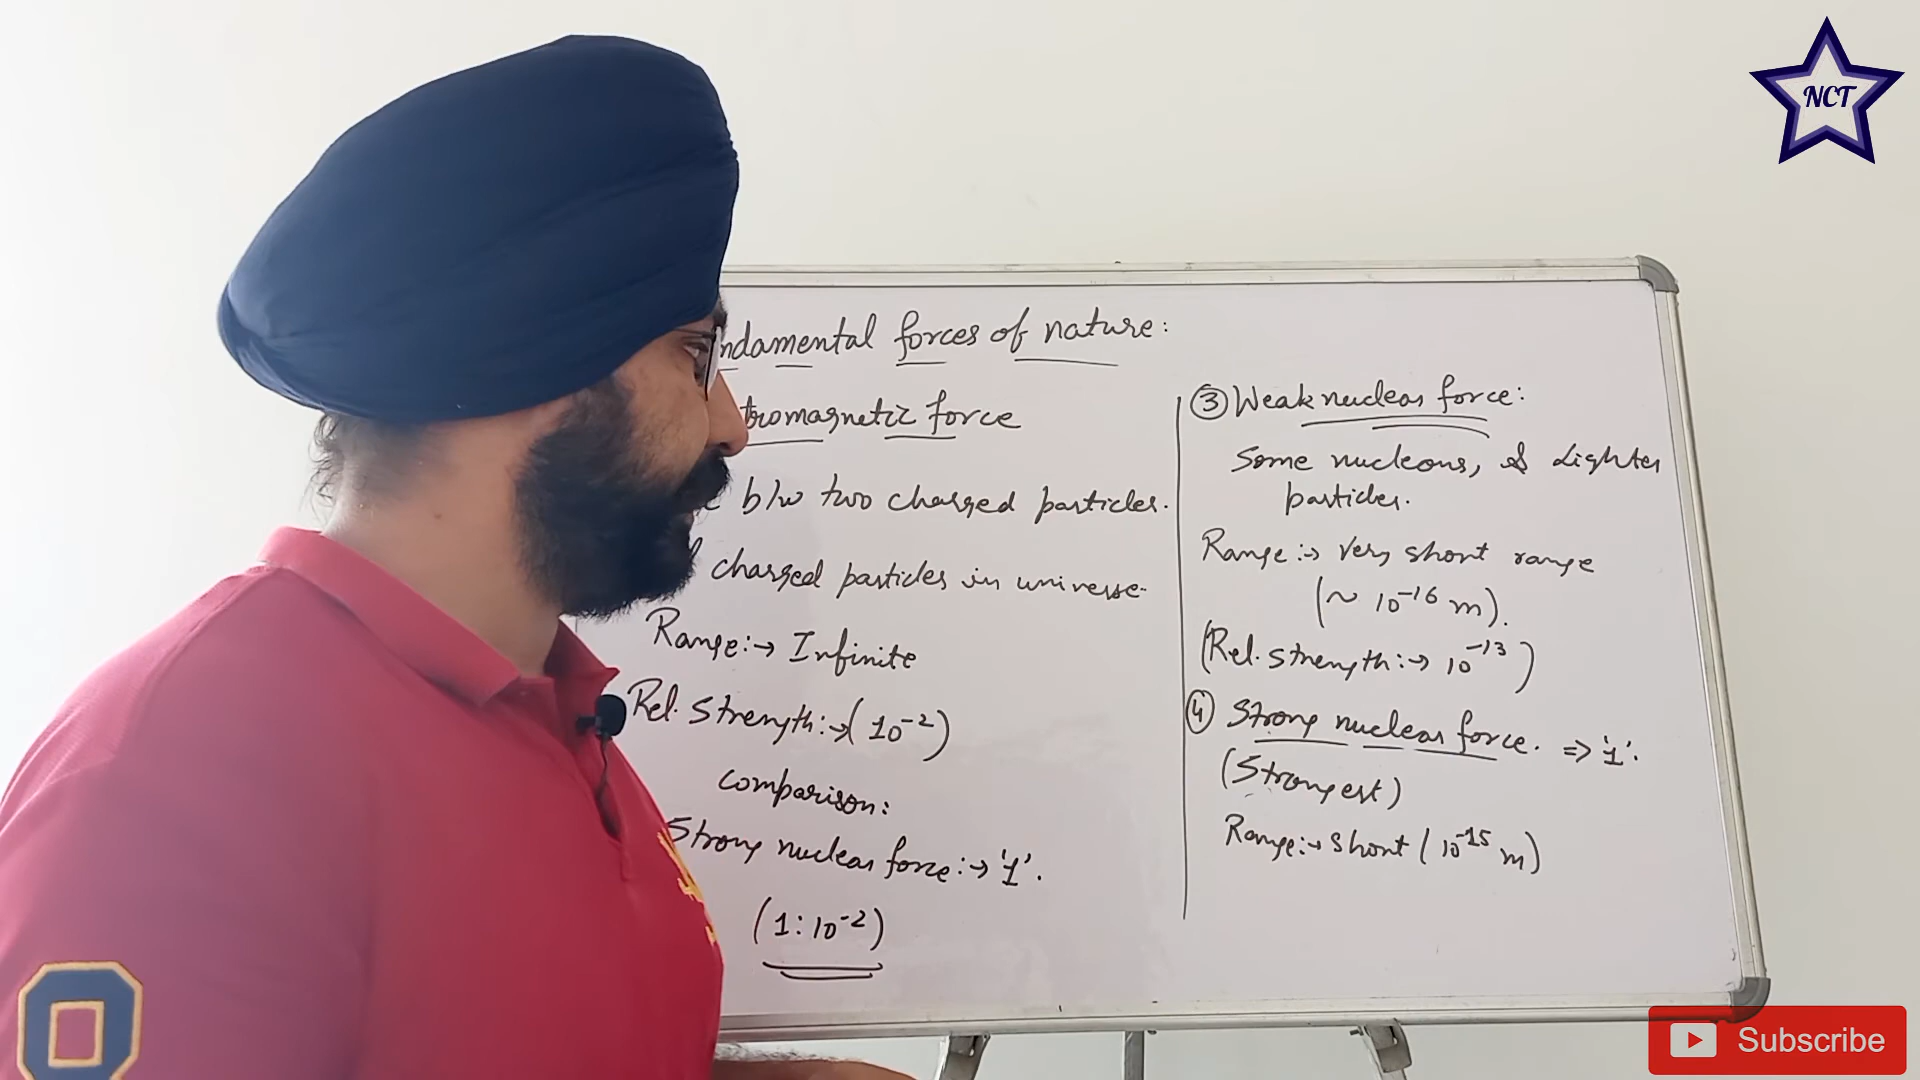 NCT
ndamental forces of nature:
tromagnetic force
b/w two charged particles.
charged particles in universe.
Range:→ Infinite
Rel. Strength:→(10⁻²)
Comparison:
Strong nuclear force:→ '1'.
(1:10⁻²)
③ Weak nuclear force:
Some nucleons, & Lighter
particles.
Range:→ Very short range
(~ 10⁻¹⁶ m).
(Rel. strength:→ 10⁻¹³)
④ Strong nuclear force. ⇒ '1'.
(Strongest)
Range:→ short (10⁻¹⁵ m)
Subscribe